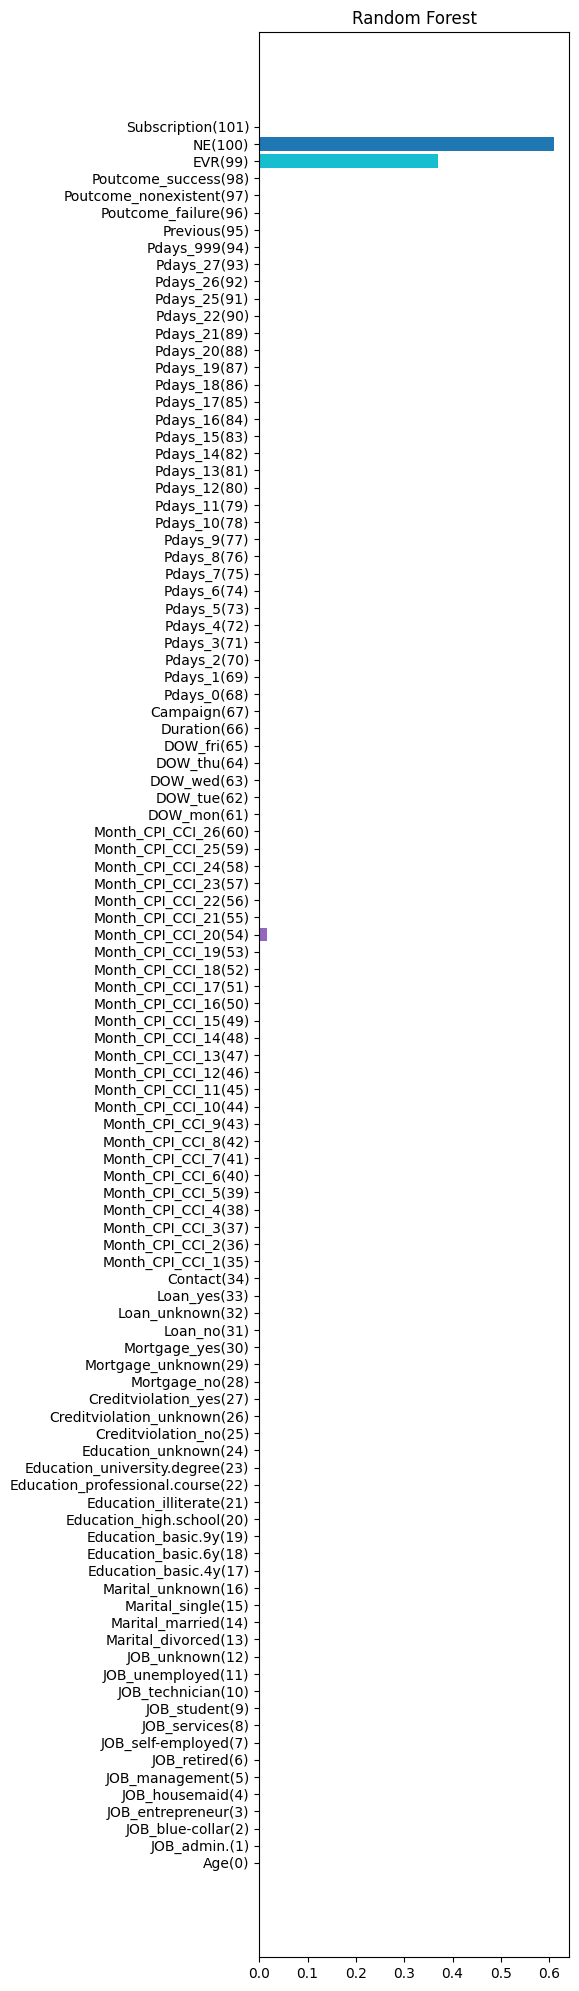 Random Forest
Subscription(101)
NE(100)
EVR(99)
Poutcome_success(98)
Poutcome_nonexistent(97)
Poutcome_failure(96)
Previous(95)
Pdays_999(94)
Pdays_27(93)
Pdays_26(92)
Pdays_25(91)
Pdays_22(90)
Pdays_21(89)
Pdays_20(88)
Pdays_19(87)
Pdays_18(86)
Pdays_17(85)
Pdays_16(84)
Pdays_15(83)
Pdays_14(82)
Pdays_13(81)
Pdays_12(80)
Pdays_11(79)
Pdays_10(78)
Pdays_9(77)
Pdays_8(76)
Pdays_7(75)
Pdays_6(74)
Pdays_5(73)
Pdays_4(72)
Pdays_3(71)
Pdays_2(70)
Pdays_1(69)
Pdays_0(68)
Campaign(67)
Duration(66)
DOW_fri(65)
DOW_thu(64)
DOW_wed(63)
DOW_tue(62)
DOW_mon(61)
Month_CPI_CCI_26(60)
Month_CPI_CCI_25(59)
Month_CPI_CCI_24(58)
Month_CPI_CCI_23(57)
Month_CPI_CCI_22(56)
Month_CPI_CCI_21(55)
Month_CPI_CCI_20(54)
Month_CPI_CCI_19(53)
Month_CPI_CCI_18(52)
Month_CPI_CCI_17(51)
Month_CPI_CCI_16(50)
Month_CPI_CCI_15(49)
Month_CPI_CCI_14(48)
Month_CPI_CCI_13(47)
Month_CPI_CCI_12(46)
Month_CPI_CCI_11(45)
Month_CPI_CCI_10(44)
Month_CPI_CCI_9(43)
Month_CPI_CCI_8(42)
Month_CPI_CCI_7(41)
Month_CPI_CCI_6(40)
Month_CPI_CCI_5(39)
Month_CPI_CCI_4(38)
Month_CPI_CCI_3(37)
Month_CPI_CCI_2(36)
Month_CPI_CCI_1(35)
Contact(34)
Loan_yes(33)
Loan_unknown(32)
Loan_no(31)
Mortgage_yes(30)
Mortgage_unknown(29)
Mortgage_no(28)
Creditviolation_yes(27)
Creditviolation_unknown(26)
Creditviolation_no(25)
Education_unknown(24)
Education_university.degree(23)
Education_professional.course(22)
Education_illiterate(21)
Education_high.school(20)
Education_basic.9y(19)
Education_basic.6y(18)
Education_basic.4y(17)
Marital_unknown(16)
Marital_single(15)
Marital_married(14)
Marital_divorced(13)
JOB_unknown(12)
JOB_unemployed(11)
JOB_technician(10)
JOB_student(9)
JOB_services(8)
JOB_self-employed(7)
JOB_retired(6)
JOB_management(5)
JOB_housemaid(4)
JOB_entrepreneur(3)
JOB_blue-collar(2)
JOB_admin.(1)
Age(0)
0.0 0.1 0.2 0.3 0.4 0.5 0.6